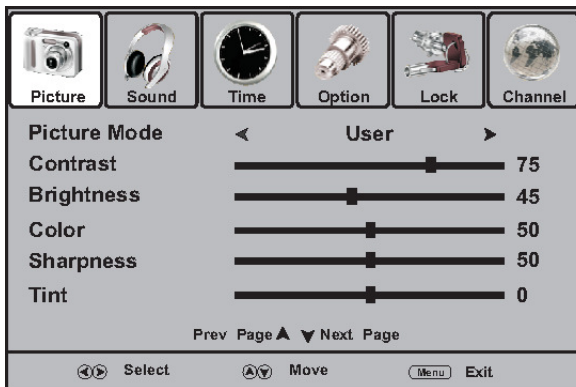 Picture Sound Time Option Lock Channel
Picture Mode User
Contrast 75
Brightness 45
Color 50
Sharpness 50
Tint 0
Prev Page Next Page
Select Move Menu Exit